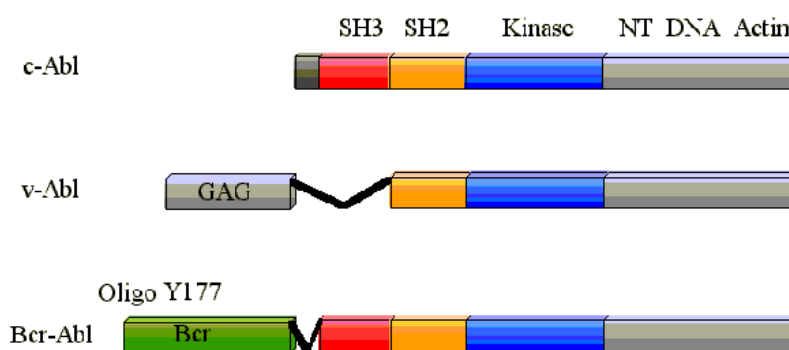 SH3 SH2 Kinase NT DNA Actin
c-Abl
v-Abl GAG
Oligo Y177
Bcr-Abl Bcr